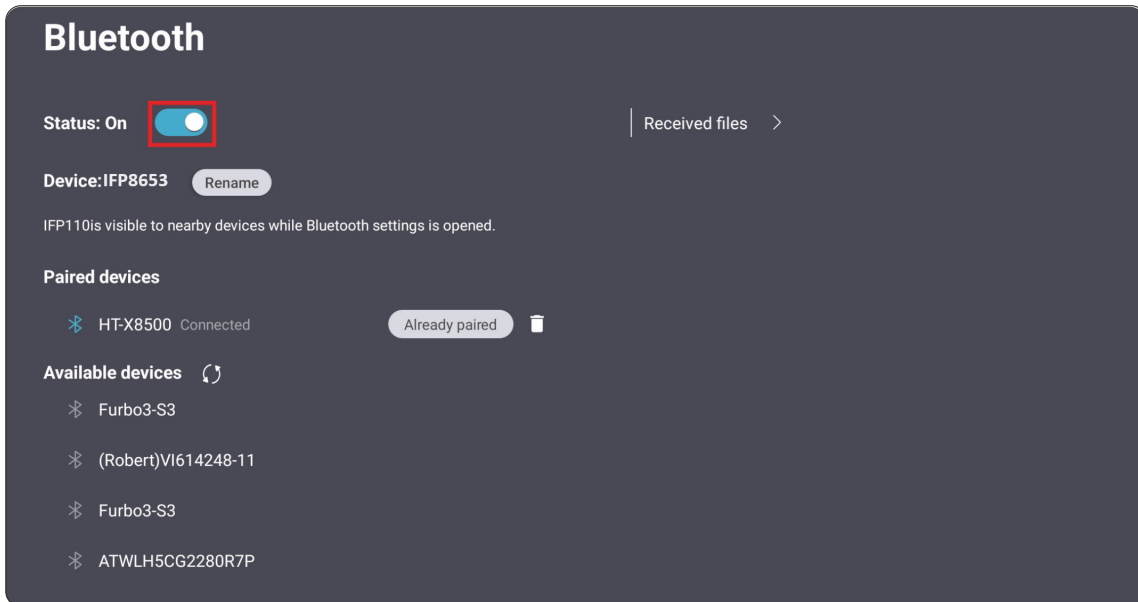 Bluetooth
Status: On
Received files
Device:IFP8653 Rename
IFP110is visible to nearby devices while Bluetooth settings is opened.
Paired devices
HT-X8500 Connected Already paired
Available devices
Furbo3-S3
(Robert)VI614248-11
Furbo3-S3
ATWLH5CG2280R7P